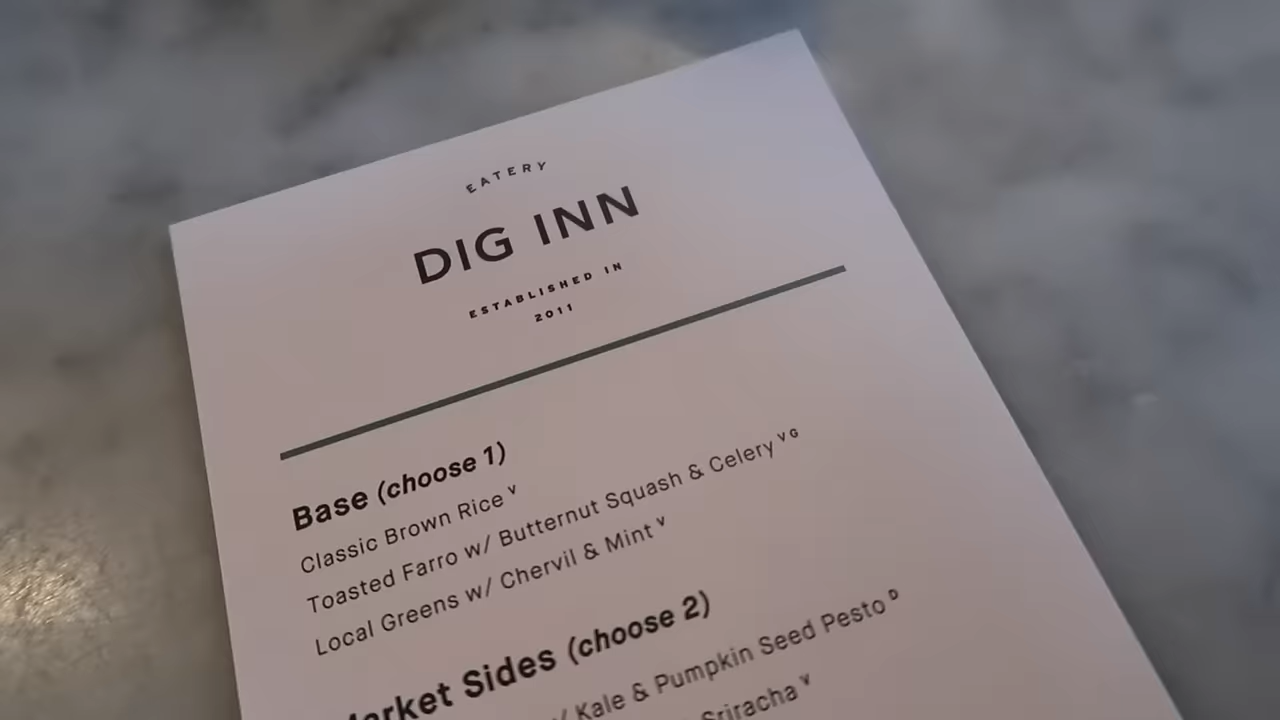 EATERY
DIG INN
ESTABLISHED IN
2011
Base (choose 1)
Classic Brown Rice V
Toasted Farro w/ Butternut Squash & Celery V G
Local Greens w/ Chervil & Mint V
Market Sides (choose 2)
w/ Kale & Pumpkin Seed Pesto D
Sriracha V